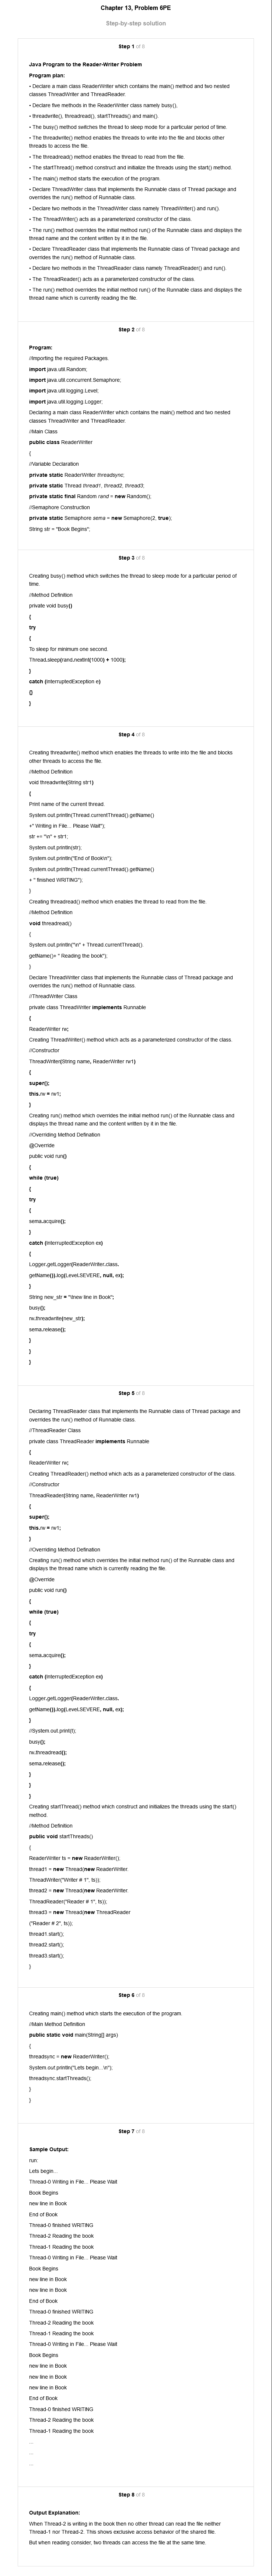 Chapter 13, Problem 6PE
Step-by-step solution
Step 1 of 8
Java Program to the Reader-Writer Problem
Program plan:
• Declare a main class ReaderWriter which contains the main() method and two nested
classes ThreadWriter and ThreadReader.
• Declare five methods in the ReaderWriter class namely busy(),
• threadwrite(), threadread(), startThreads() and main().
• The busy() method switches the thread to sleep mode for a particular period of time.
• The threadwrite() method enables the threads to write into the file and blocks other
threads to access the file.
• The threadread() method enables the thread to read from the file.
• The startThread() method construct and initialize the threads using the start() method.
• The main() method starts the execution of the program.
• Declare ThreadWriter class that implements the Runnable class of Thread package and
overrides the run() method of Runnable class.
• Declare two methods in the ThreadWriter class namely ThreadWriter() and run().
• The ThreadWriter() acts as a parameterized constructor of the class.
• The run() method overrides the initial method run() of the Runnable class and displays the
thread name and the content written by it in the file.
• Declare ThreadReader class that implements the Runnable class of Thread package and
overrides the run() method of Runnable class.
• Declare two methods in the ThreadReader class namely ThreadReader() and run().
• The ThreadReader() acts as a parameterized constructor of the class.
• The run() method overrides the initial method run() of the Runnable class and displays the
thread name which is currently reading the file.
Step 2 of 8
Program:
//Importing the required Packages.
import java.util.Random;
import java.util.concurrent.Semaphore;
import java.util.logging.Level;
import java.util.logging.Logger;
Declaring a main class ReaderWriter which contains the main() method and two nested
classes ThreadWriter and ThreadReader.
//Main Class
public class ReaderWriter
{
//Variable Declaration
private static ReaderWriter threadsync;
private static Thread thread1, thread2, thread3;
private static final Random rand = new Random();
//Semaphore Construction
private static Semaphore sema = new Semaphore(2, true);
String str = "Book Begins";
Step 3 of 8
Creating busy() method which switches the thread to sleep mode for a particular period of
time.
//Method Definition
private void busy()
{
try
{
To sleep for minimum one second.
Thread.sleep(rand.nextInt(1000) + 1000);
}
catch (InterruptedException e)
{}
}
Step 4 of 8
Creating threadwrite() method which enables the threads to write into the file and blocks
other threads to access the file.
//Method Definition
void threadwrite(String str1)
{
Print name of the current thread.
System.out.println(Thread.currentThread().getName()
+" Writing in File... Please Wait");
str += "\n" + str1;
System.out.println(str);
System.out.println("End of Book\n");
System.out.println(Thread.currentThread().getName()
+ " finished WRITING");
}
Creating threadread() method which enables the thread to read from the file.
//Method Definition
void threadread()
{
System.out.println("\n" + Thread.currentThread().
getName()+ " Reading the book");
}
Declare ThreadWriter class that implements the Runnable class of Thread package and
overrides the run() method of Runnable class.
//ThreadWriter Class
private class ThreadWriter implements Runnable
{
ReaderWriter rw;
Creating ThreadWriter() method which acts as a parameterized constructor of the class.
//Constructor
ThreadWriter(String name, ReaderWriter rw1)
{
super();
this.rw = rw1;
}
Creating run() method which overrides the initial method run() of the Runnable class and
displays the thread name and the content written by it in the file.
//Overriding Method Defination
@Override
public void run()
{
while (true)
{
try
{
sema.acquire();
}
catch (InterruptedException ex)
{
Logger.getLogger(ReaderWriter.class.
getName()).log(Level.SEVERE, null, ex);
}
String new_str = "\tnew line in Book";
busy();
rw.threadwrite(new_str);
sema.release();
}
}
}
Step 5 of 8
Declaring ThreadReader class that implements the Runnable class of Thread package and
overrides the run() method of Runnable class.
//ThreadReader Class
private class ThreadReader implements Runnable
{
ReaderWriter rw;
Creating ThreadReader() method which acts as a parameterized constructor of the class.
//Constructor
ThreadReader(String name, ReaderWriter rw1)
{
super();
this.rw = rw1;
}
//Overriding Method Defination
Creating run() method which overrides the initial method run() of the Runnable class and
displays the thread name which is currently reading the file.
@Override
public void run()
{
while (true)
{
try
{
sema.acquire();
}
catch (InterruptedException ex)
{
Logger.getLogger(ReaderWriter.class.
getName()).log(Level.SEVERE, null, ex);
}
//System.out.print(t);
busy();
rw.threadread();
sema.release();
}
}
}
Creating startThread() method which construct and initializes the threads using the start()
method.
//Method Definition
public void startThreads()
{
ReaderWriter ts = new ReaderWriter();
thread1 = new Thread(new ReaderWriter.
ThreadWriter("Writer # 1", ts));
thread2 = new Thread(new ReaderWriter.
ThreadReader("Reader # 1", ts));
thread3 = new Thread(new ThreadReader
("Reader # 2", ts));
thread1.start();
thread2.start();
thread3.start();
}
Step 6 of 8
Creating main() method which starts the execution of the program.
//Main Method Definition
public static void main(String[] args)
{
threadsync = new ReaderWriter();
System.out.println("Lets begin...\n");
threadsync.startThreads();
}
}
Step 7 of 8
Sample Output:
run:
Lets begin...
Thread-0 Writing in File... Please Wait
Book Begins
new line in Book
End of Book
Thread-0 finished WRITING
Thread-2 Reading the book
Thread-1 Reading the book
Thread-0 Writing in File... Please Wait
Book Begins
new line in Book
new line in Book
End of Book
Thread-0 finished WRITING
Thread-2 Reading the book
Thread-1 Reading the book
Thread-0 Writing in File... Please Wait
Book Begins
new line in Book
new line in Book
new line in Book
End of Book
Thread-0 finished WRITING
Thread-2 Reading the book
Thread-1 Reading the book
...
...
...
Step 8 of 8
Output Explanation:
When Thread-2 is writing in the book then no other thread can read the file neither
Thread-1 nor Thread-2. This shows exclusive access behavior of the shared file.
But when reading consider, two threads can access the file at the same time.